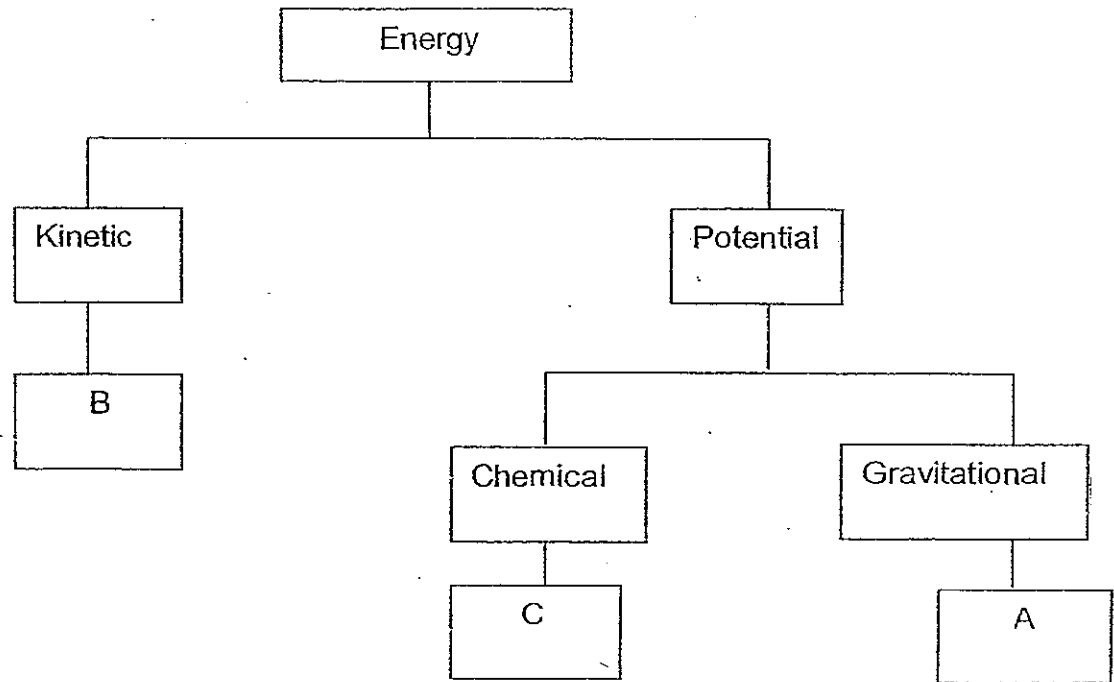 Energy
Kinetic
Potential
B
Chemical
Gravitational
C
A